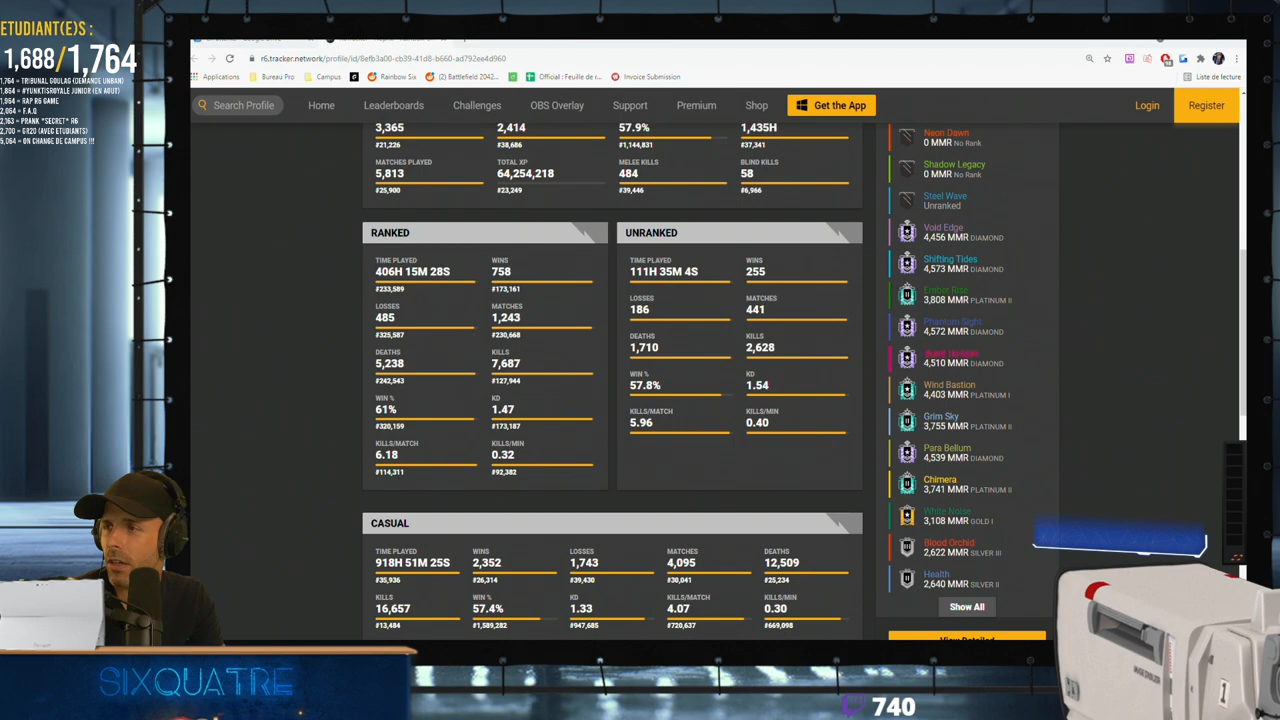 ETUDIANT(E)S :
1,688/1,764
1,764 = TRIBUNAL GOULAG (DEMANDE UNBAN)
1,864 = #YUNKTISROYALE JUNIOR (EN AOUT)
1,964 = RAP R6 GAME
2,064 = F.A.Q
2,163 = PRANK "SECRET" R6
2,700 = GR20 (AVEC ETUDIANTS)
5,064 = ON CHANGE DE CAMPUS !!!
r6.tracker.network/profile/id/8efb3a00-cb39-41d8-b660-ad792ee4d960
Applications Bureau Pro Campus Rainbow Six (2) Battlefield 2042... Official : Feuille de r... Invoice Submission Liste de lecture
Search Profile Home Leaderboards Challenges OBS Overlay Support Premium Shop Get the App Login Register
3,365 2,414 57.9% 1,435H
#21,226 #38,686 #1,144,831 #37,341
MATCHES PLAYED TOTAL XP MELEE KILLS BLIND KILLS
5,813 64,254,218 484 58
#25,900 #23,249 #39,446 #6,966
RANKED
TIME PLAYED WINS
406H 15M 28S 758
#233,589 #173,161
LOSSES MATCHES
485 1,243
#325,587 #230,668
DEATHS KILLS
5,238 7,687
#242,543 #127,944
WIN % KD
61% 1.47
#320,159 #173,187
KILLS/MATCH KILLS/MIN
6.18 0.32
#114,311 #92,382
UNRANKED
TIME PLAYED WINS
111H 35M 4S 255
LOSSES MATCHES
186 441
DEATHS KILLS
1,710 2,628
WIN % KD
57.8% 1.54
KILLS/MATCH KILLS/MIN
5.96 0.40
CASUAL
TIME PLAYED WINS LOSSES MATCHES DEATHS
918H 51M 25S 2,352 1,743 4,095 12,509
#35,936 #26,314 #39,430 #30,041 #25,234
KILLS WIN % KD KILLS/MATCH KILLS/MIN
16,657 57.4% 1.33 4.07 0.30
#13,484 #1,589,282 #947,685 #720,637 #669,098
Neon Dawn
0 MMR No Rank
Shadow Legacy
0 MMR No Rank
Steel Wave
Unranked
Void Edge
4,456 MMR DIAMOND
Shifting Tides
4,573 MMR DIAMOND
Ember Rise
3,808 MMR PLATINUM II
Phantom Sight
4,572 MMR DIAMOND
Burnt Horizon
4,510 MMR DIAMOND
Wind Bastion
4,403 MMR PLATINUM I
Grim Sky
3,755 MMR PLATINUM II
Para Bellum
4,539 MMR DIAMOND
Chimera
3,741 MMR PLATINUM II
White Noise
3,108 MMR GOLD I
Blood Orchid
2,622 MMR SILVER III
Health
2,640 MMR SILVER II
Show All
View Detailed
SIXQUATRE
740
1